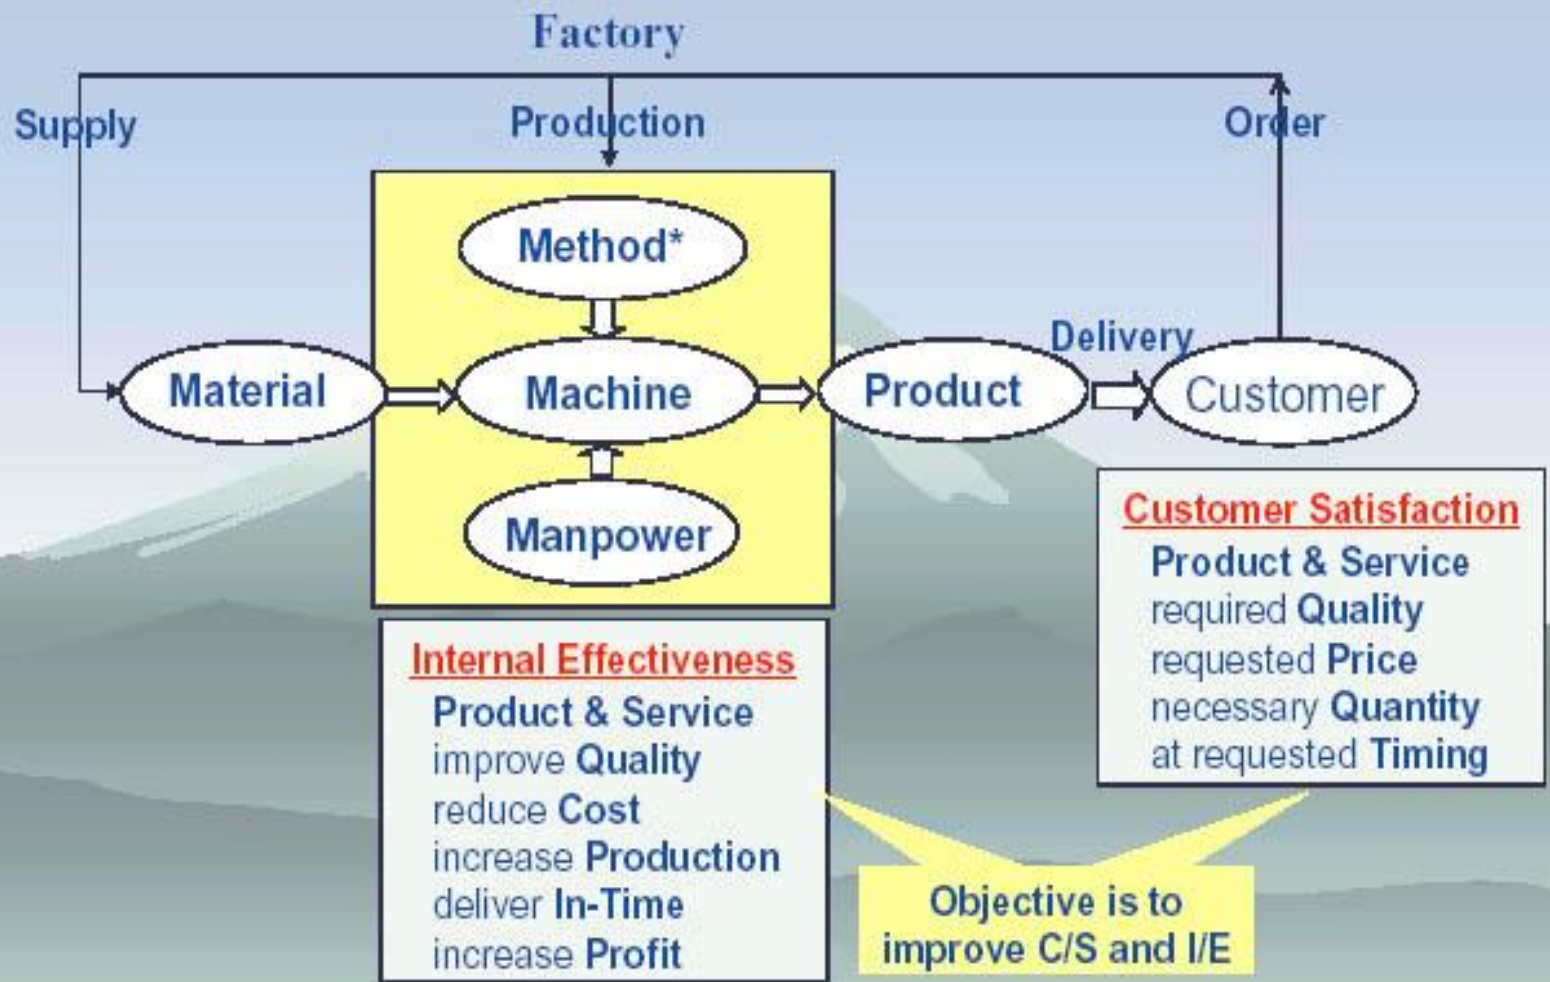 Factory
Supply
Production
Order
Method*
Material
Machine
Product
Delivery
Customer
Manpower
Customer Satisfaction
Product & Service
required Quality
requested Price
necessary Quantity
at requested Timing
Internal Effectiveness
Product & Service
improve Quality
reduce Cost
increase Production
deliver In-Time
increase Profit
Objective is to
improve C/S and I/E